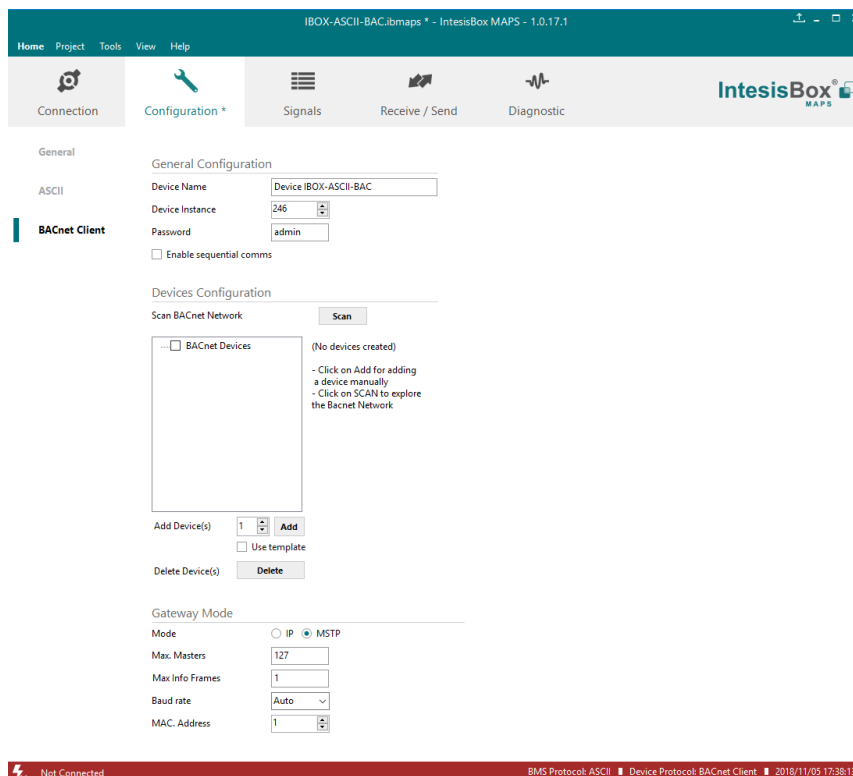 IBOX-ASCII-BAC.ibmaps * - IntesisBox MAPS - 1.0.17.1
Home Project Tools View Help
Connection
Configuration *
Signals
Receive / Send
Diagnostic
IntesisBox®
MAPS
General
ASCII
BACnet Client
General Configuration
Device Name Device IBOX-ASCII-BAC
Device Instance 246
Password admin
Enable sequential comms
Devices Configuration
Scan BACnet Network Scan
BACnet Devices
(No devices created)
- Click on Add for adding
a device manually
- Click on SCAN to explore
the Bacnet Network
Add Device(s) 1 Add
Use template
Delete Device(s) Delete
Gateway Mode
Mode IP MSTP
Max. Masters 127
Max Info Frames 1
Baud rate Auto
MAC. Address 1
Not Connected
BMS Protocol: ASCII Device Protocol: BACnet Client 2018/11/05 17:38:1